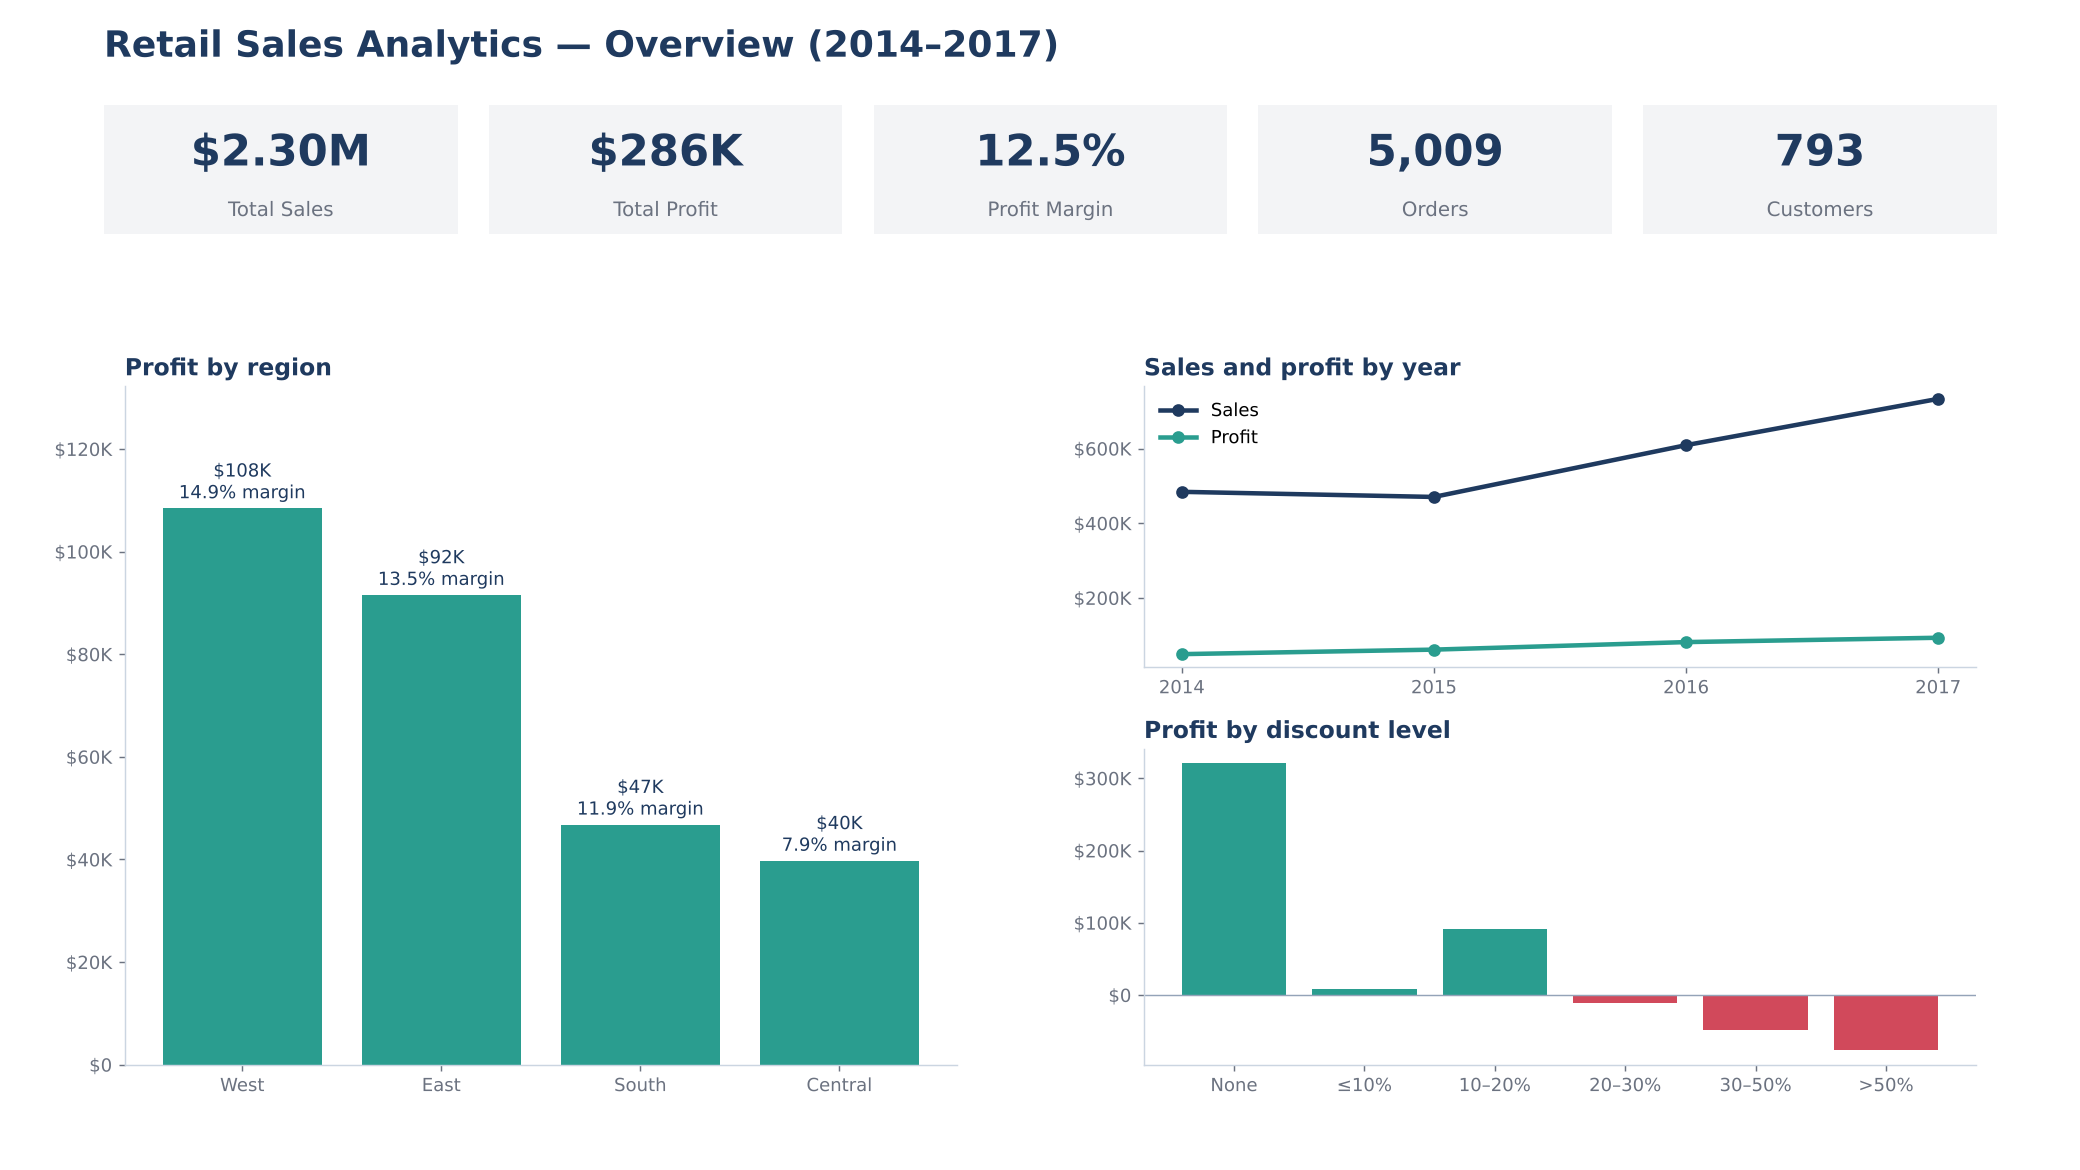 Retail Sales Analytics — Overview (2014–2017)
$2.30M
Total Sales
$286K
Total Profit
12.5%
Profit Margin
5,009
Orders
793
Customers
Profit by region
$120K
$100K
$80K
$60K
$40K
$20K
$0
$108K
14.9% margin
$92K
13.5% margin
$47K
11.9% margin
$40K
7.9% margin
West
East
South
Central
Sales and profit by year
Sales
Profit
$600K
$400K
$200K
2014
2015
2016
2017
Profit by discount level
$300K
$200K
$100K
$0
None
≤10%
10–20%
20–30%
30–50%
>50%